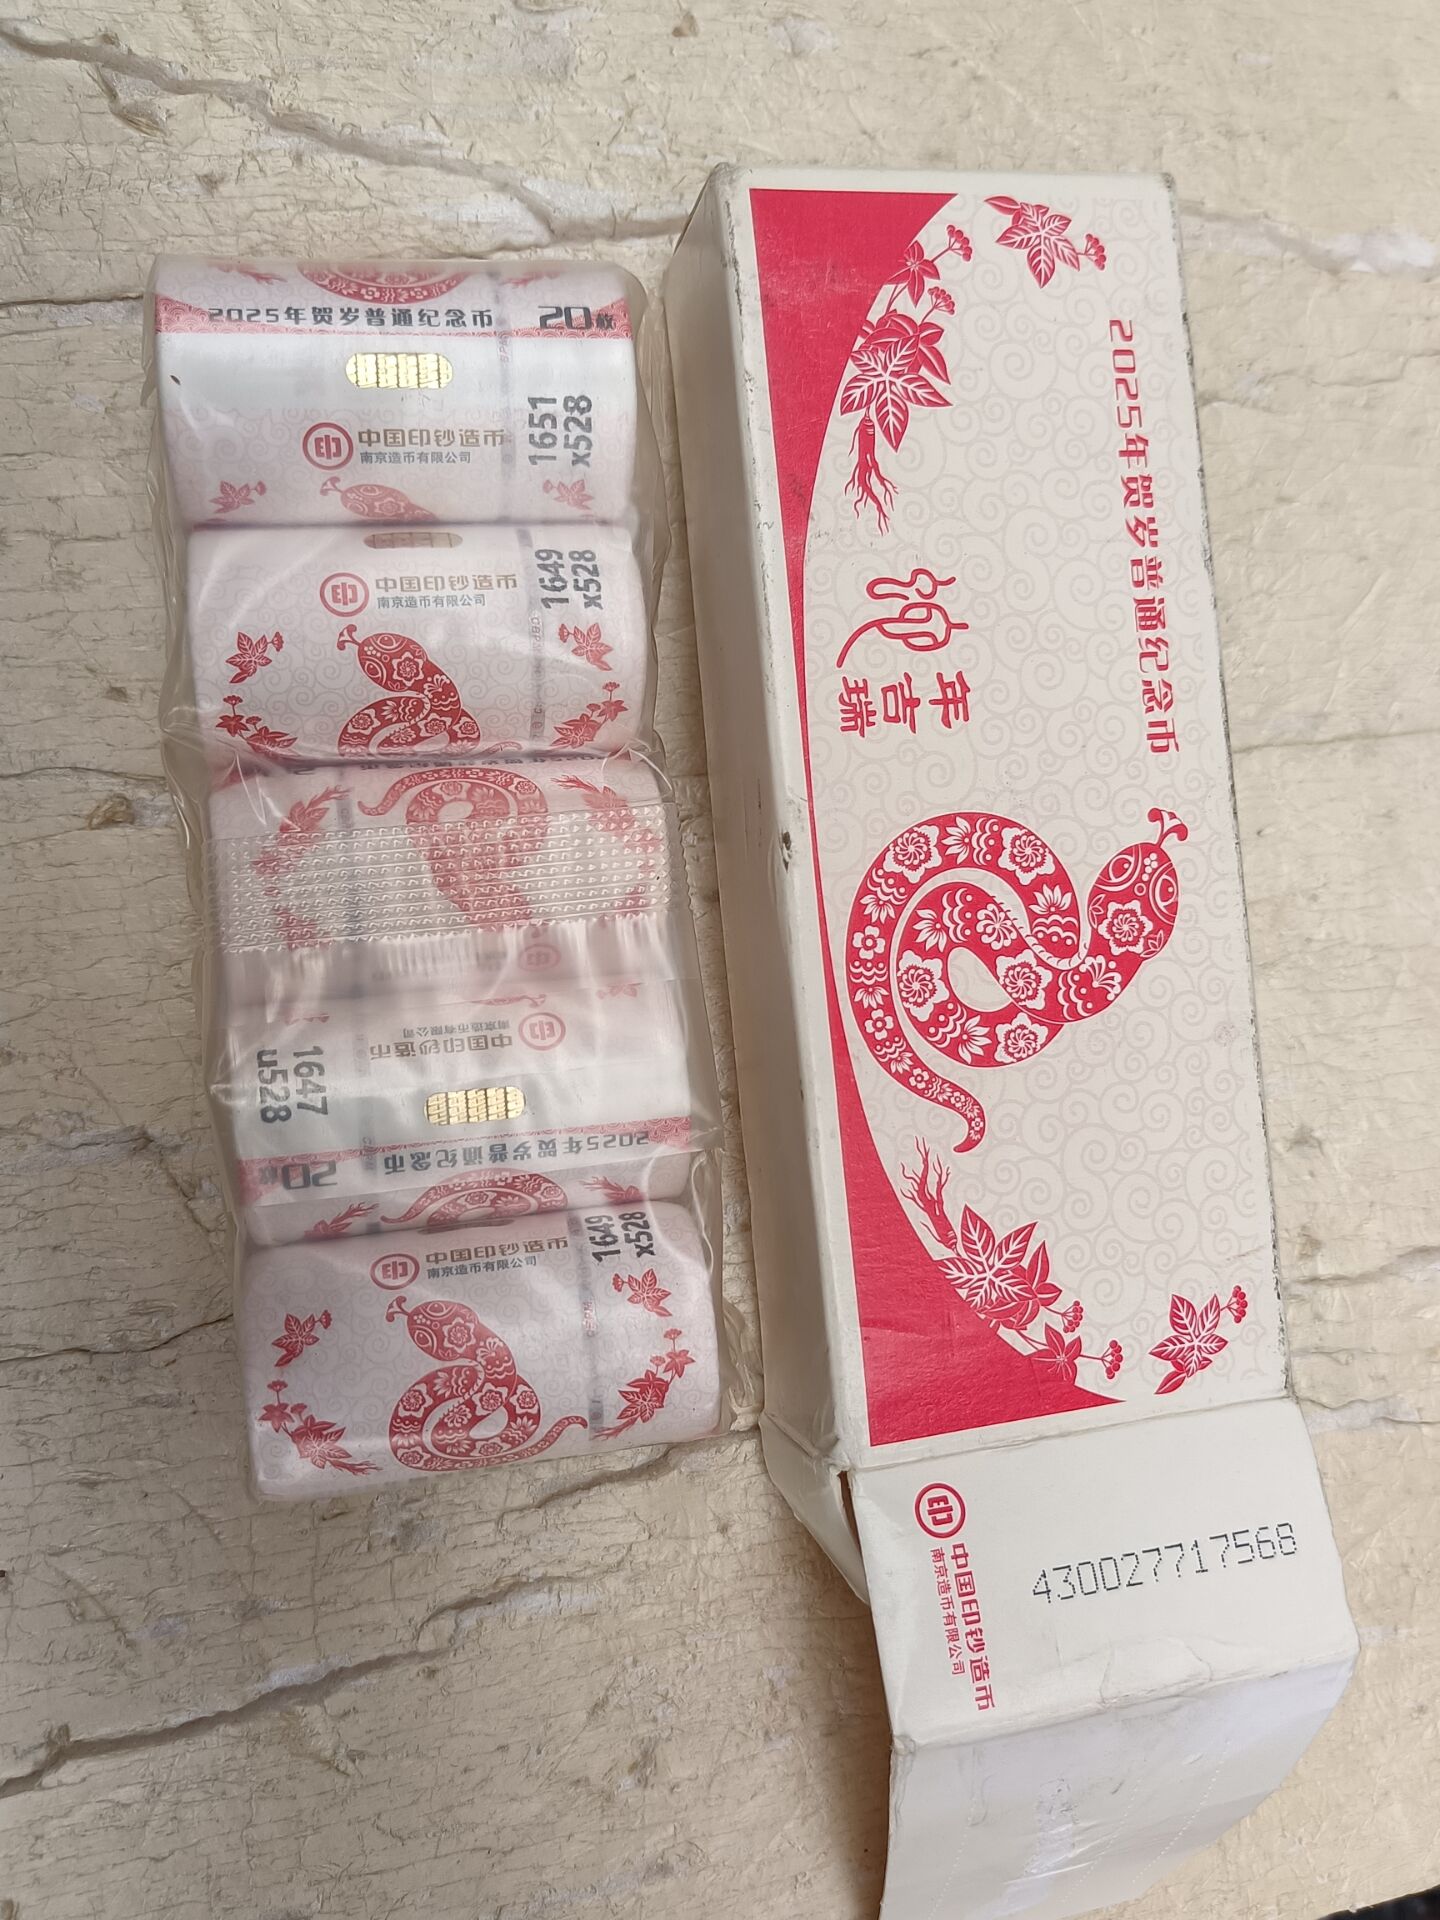 2025年贺岁普通纪念币 20枚
中国印钞造币
南京造币有限公司
1651
x528
中国印钞造币
南京造币有限公司
1649
x528
中国印钞造币
南京造币有限公司
1647
u528
2025年贺岁普通纪念币
20枚
中国印钞造币
南京造币有限公司
1649
x528
2025年贺岁普通纪念币
蛇年
吉
瑞
中国印钞造币
南京造币有限公司
430027717568